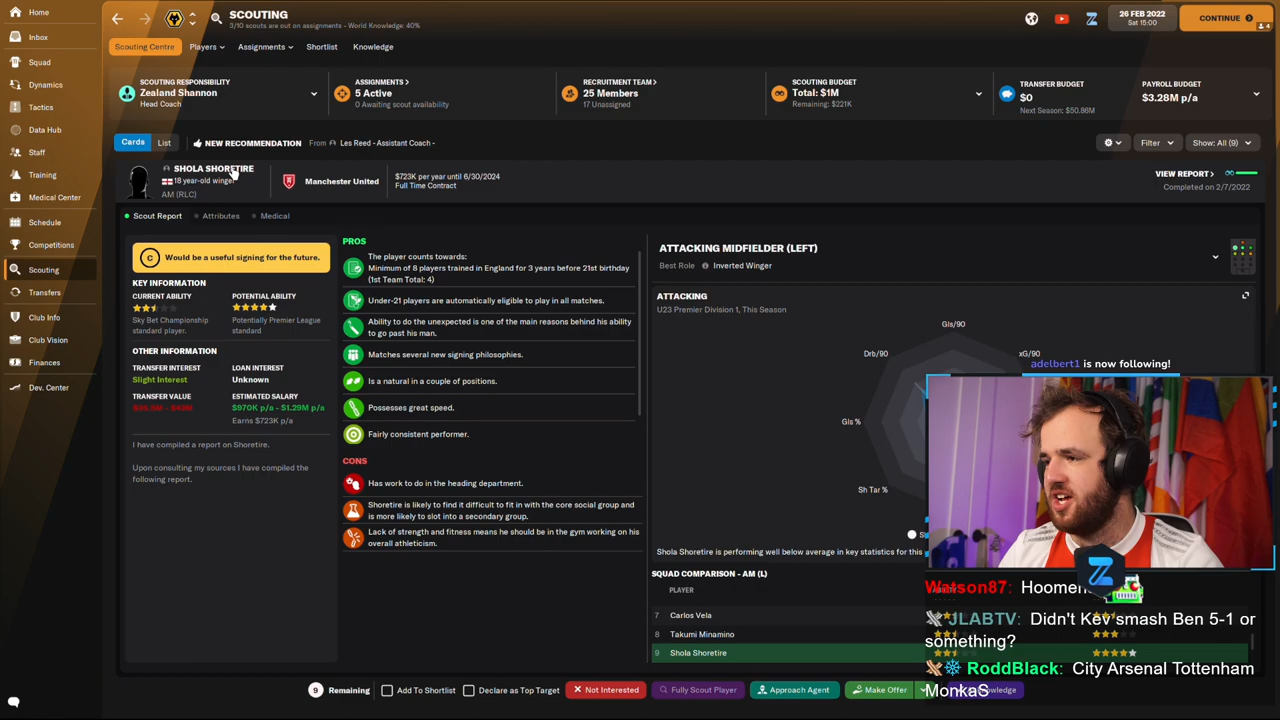 Home
Inbox
Squad
Dynamics
Tactics
Data Hub
Staff
Training
Medical Center
Schedule
Competitions
Scouting
Transfers
Club Info
Club Vision
Finances
Dev. Center
SCOUTING
3/10 scouts are out on assignments - World Knowledge: 40%
26 FEB 2022
Sat 15:00
CONTINUE
4
Scouting Centre
Players
Assignments
Shortlist
Knowledge
SCOUTING RESPONSIBILITY
Zealand Shannon
Head Coach
ASSIGNMENTS
5 Active
0 Awaiting scout availability
RECRUITMENT TEAM
25 Members
17 Unassigned
SCOUTING BUDGET
Total: $1M
Remaining: $221K
TRANSFER BUDGET
$0
Next Season: $50.86M
PAYROLL BUDGET
$3.28M p/a
Cards
List
NEW RECOMMENDATION
From Les Reed - Assistant Coach -
Filter
Show: All (9)
SHOLA SHORETIRE
18 year-old winger
AM (RLC)
Manchester United
$723K per year until 6/30/2024
Full Time Contract
VIEW REPORT
Completed on 2/7/2022
Scout Report
Attributes
Medical
C Would be a useful signing for the future.
KEY INFORMATION
CURRENT ABILITY
Sky Bet Championship standard player.
POTENTIAL ABILITY
Potentially Premier League standard
OTHER INFORMATION
TRANSFER INTEREST
Slight Interest
LOAN INTEREST
Unknown
TRANSFER VALUE
ESTIMATED SALARY
$970K p/a - $1.29M p/a
Earns $723K p/a
I have compiled a report on Shoretire.
Upon consulting my sources I have compiled the following report.
PROS
The player counts towards:
Minimum of 8 players trained in England for 3 years before 21st birthday
(1st Team Total: 4)
Under-21 players are automatically eligible to play in all matches.
Ability to do the unexpected is one of the main reasons behind his ability
to go past his man.
Matches several new signing philosophies.
Is a natural in a couple of positions.
Possesses great speed.
Fairly consistent performer.
CONS
Has work to do in the heading department.
Shoretire is likely to find it difficult to fit in with the core social group and
is more likely to slot into a secondary group.
Lack of strength and fitness means he should be in the gym working on his
overall athleticism.
ATTACKING MIDFIELDER (LEFT)
Best Role Inverted Winger
ATTACKING
U23 Premier Division 1, This Season
Gls/90
Drb/90
xG/90
Gls %
Sh Tar %
Shola Shoretire is performing well below average in key statistics for this
SQUAD COMPARISON - AM (L)
PLAYER
7 Carlos Vela
8 Takumi Minamino
9 Shola Shoretire
adelbert1 is now following!
Watson87: Hoomen
JLABTV: Didn't Kev smash Ben 5-1 or
something?
RoddBlack: City Arsenal Tottenham
MonkaS
9 Remaining
Add To Shortlist
Declare as Top Target
Not Interested
Fully Scout Player
Approach Agent
Make Offer